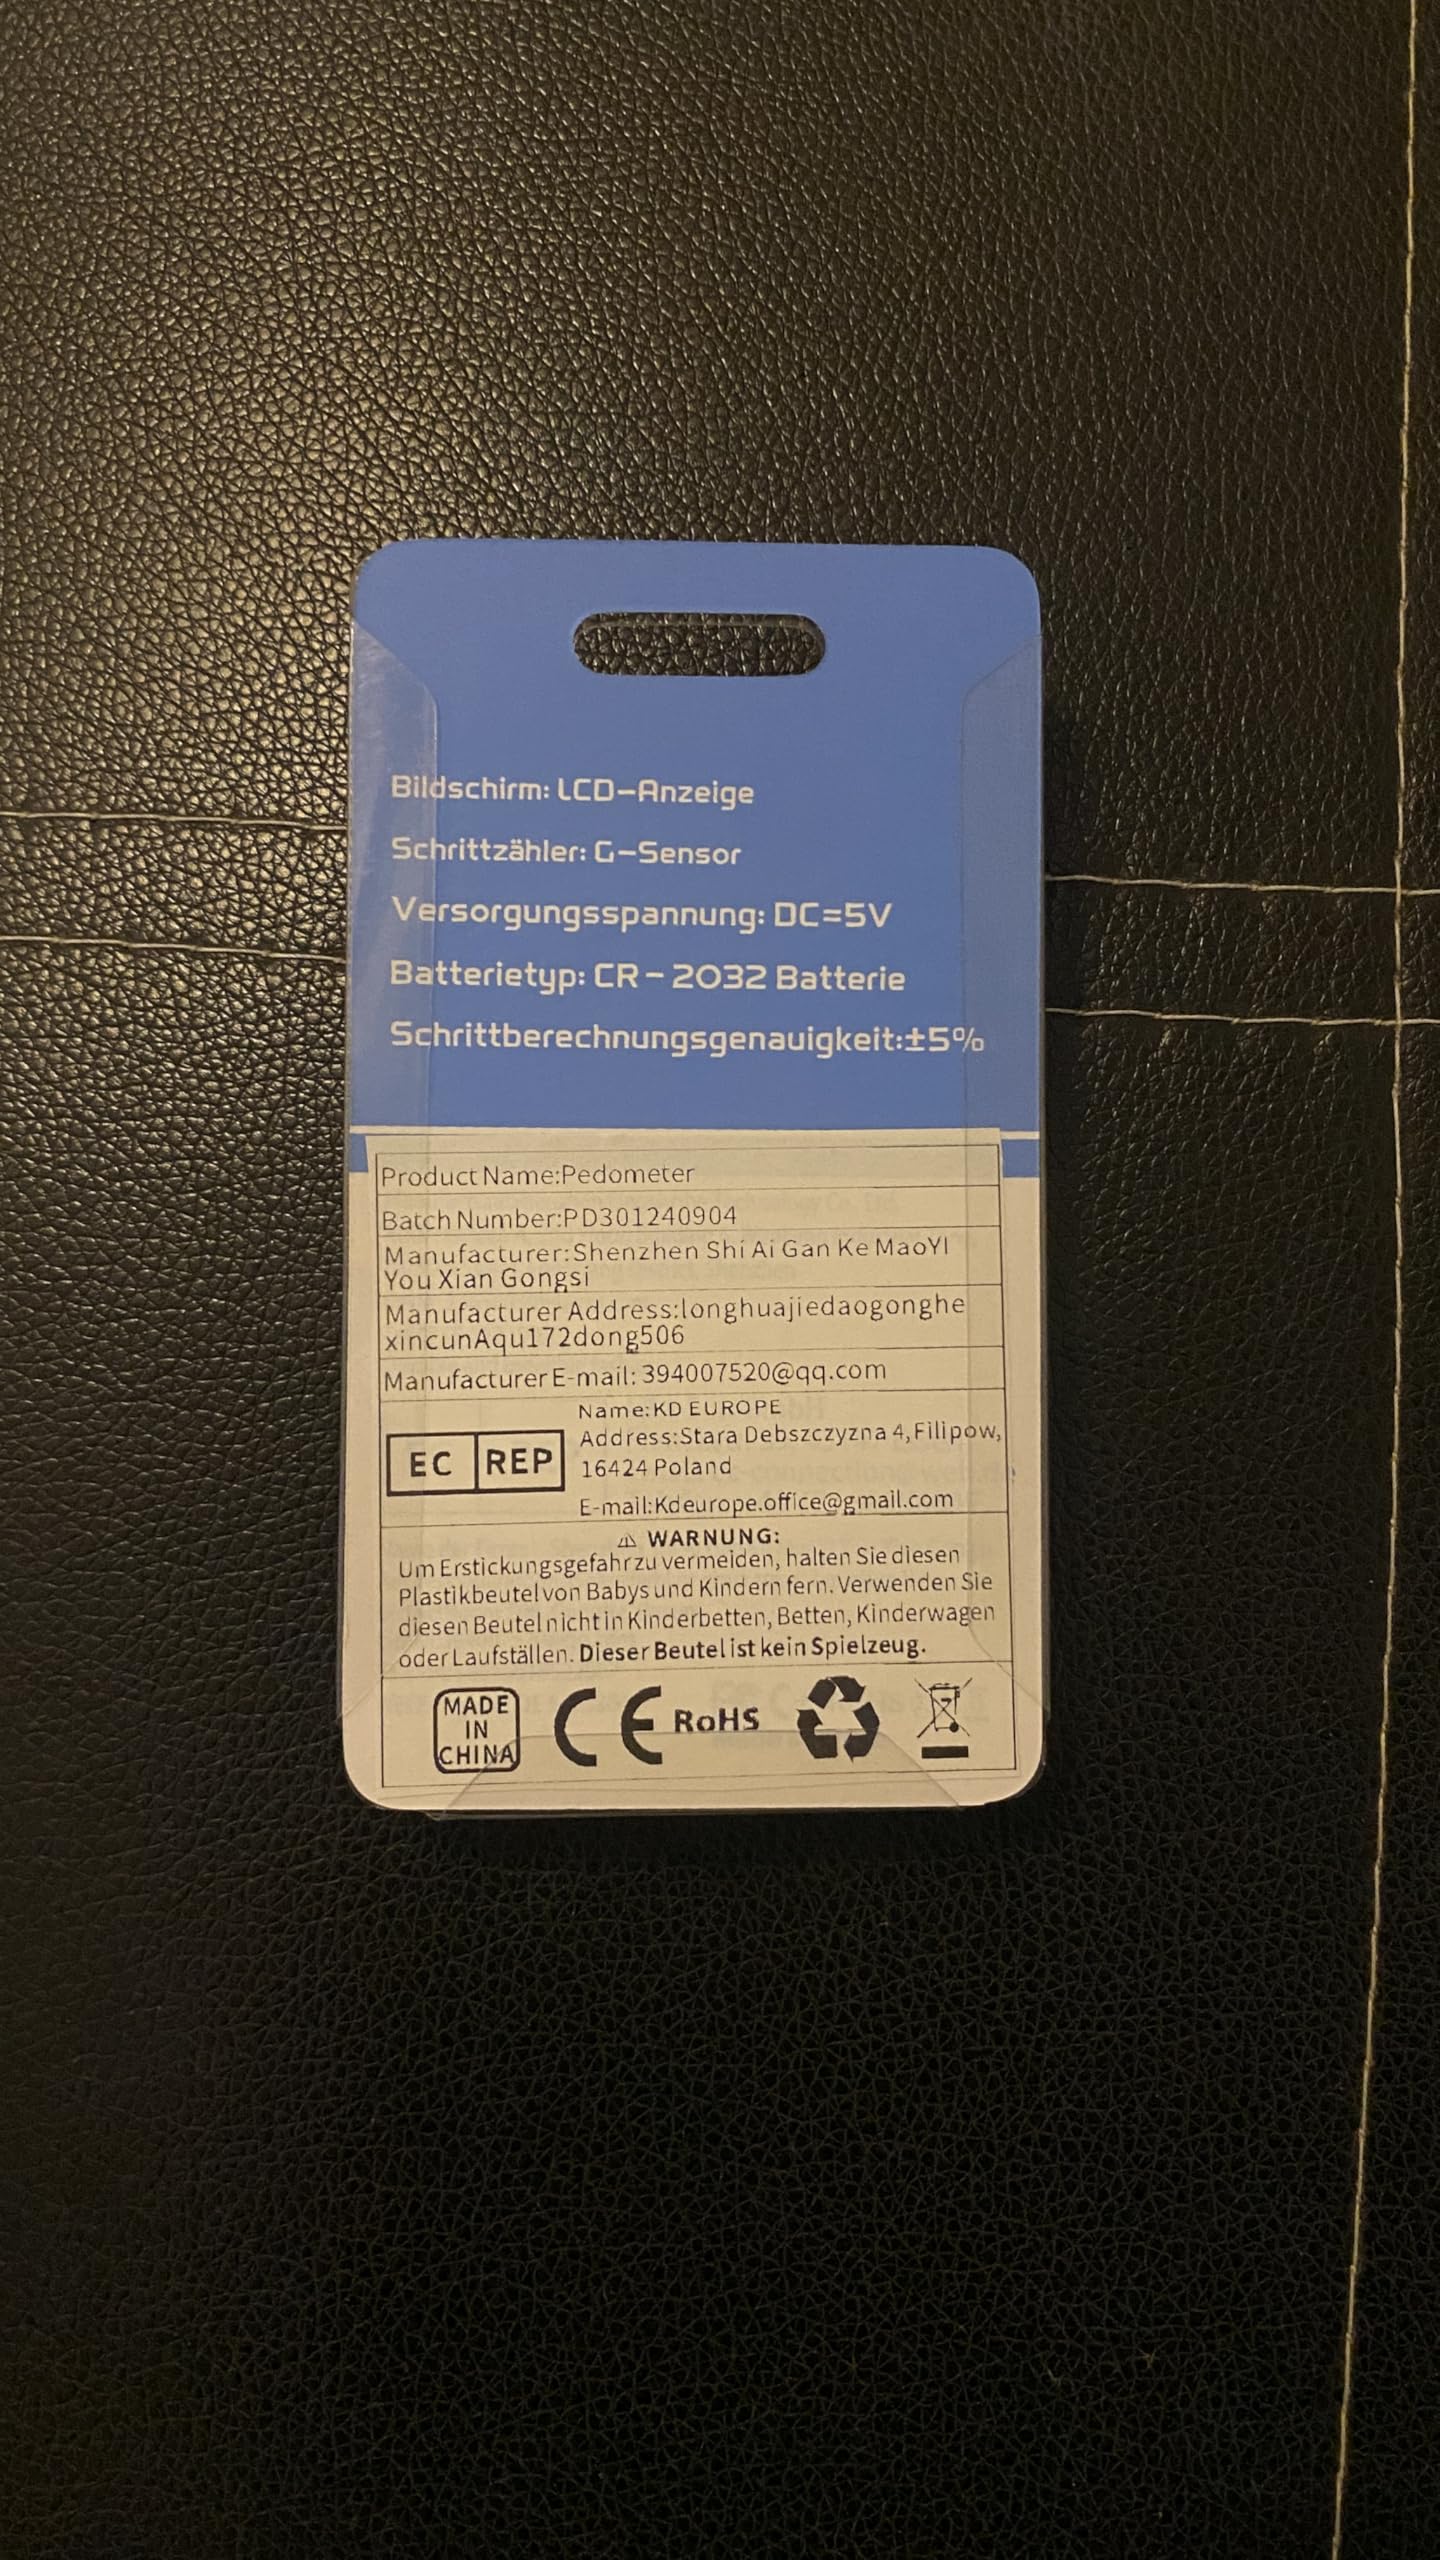 Bildschirm: LCD-Anzeige
Schrittzähler: G-Sensor
Versorgungsspannung: DC=5V
Batterietyp: CR-2032 Batterie
Schrittberechnungsgenauigkeit:±5%
Product Name:Pedometer
Batch Number:PD301240904
Manufacturer:Shenzhen Shi Ai Gan Ke MaoYI
You Xian Gongsi
Manufacturer Address:longhuajiedaogonghe
xincunAqu172dong506
Manufacturer E-mail: 394007520@qq.com
EC REP
Name:KD EUROPE
Address:Stara Debszczyzna 4,Filipow,
16424 Poland
E-mail:Kdeurope.office@gmail.com
⚠ WARNUNG:
Um Erstickungsgefahr zu vermeiden, halten Sie diesen
Plastikbeutel von Babys und Kindern fern. Verwenden Sie
diesen Beutel nicht in Kinderbetten, Betten, Kinderwagen
oder Laufställen. Dieser Beutel ist kein Spielzeug.
MADE
IN
CHINA
CE RoHS